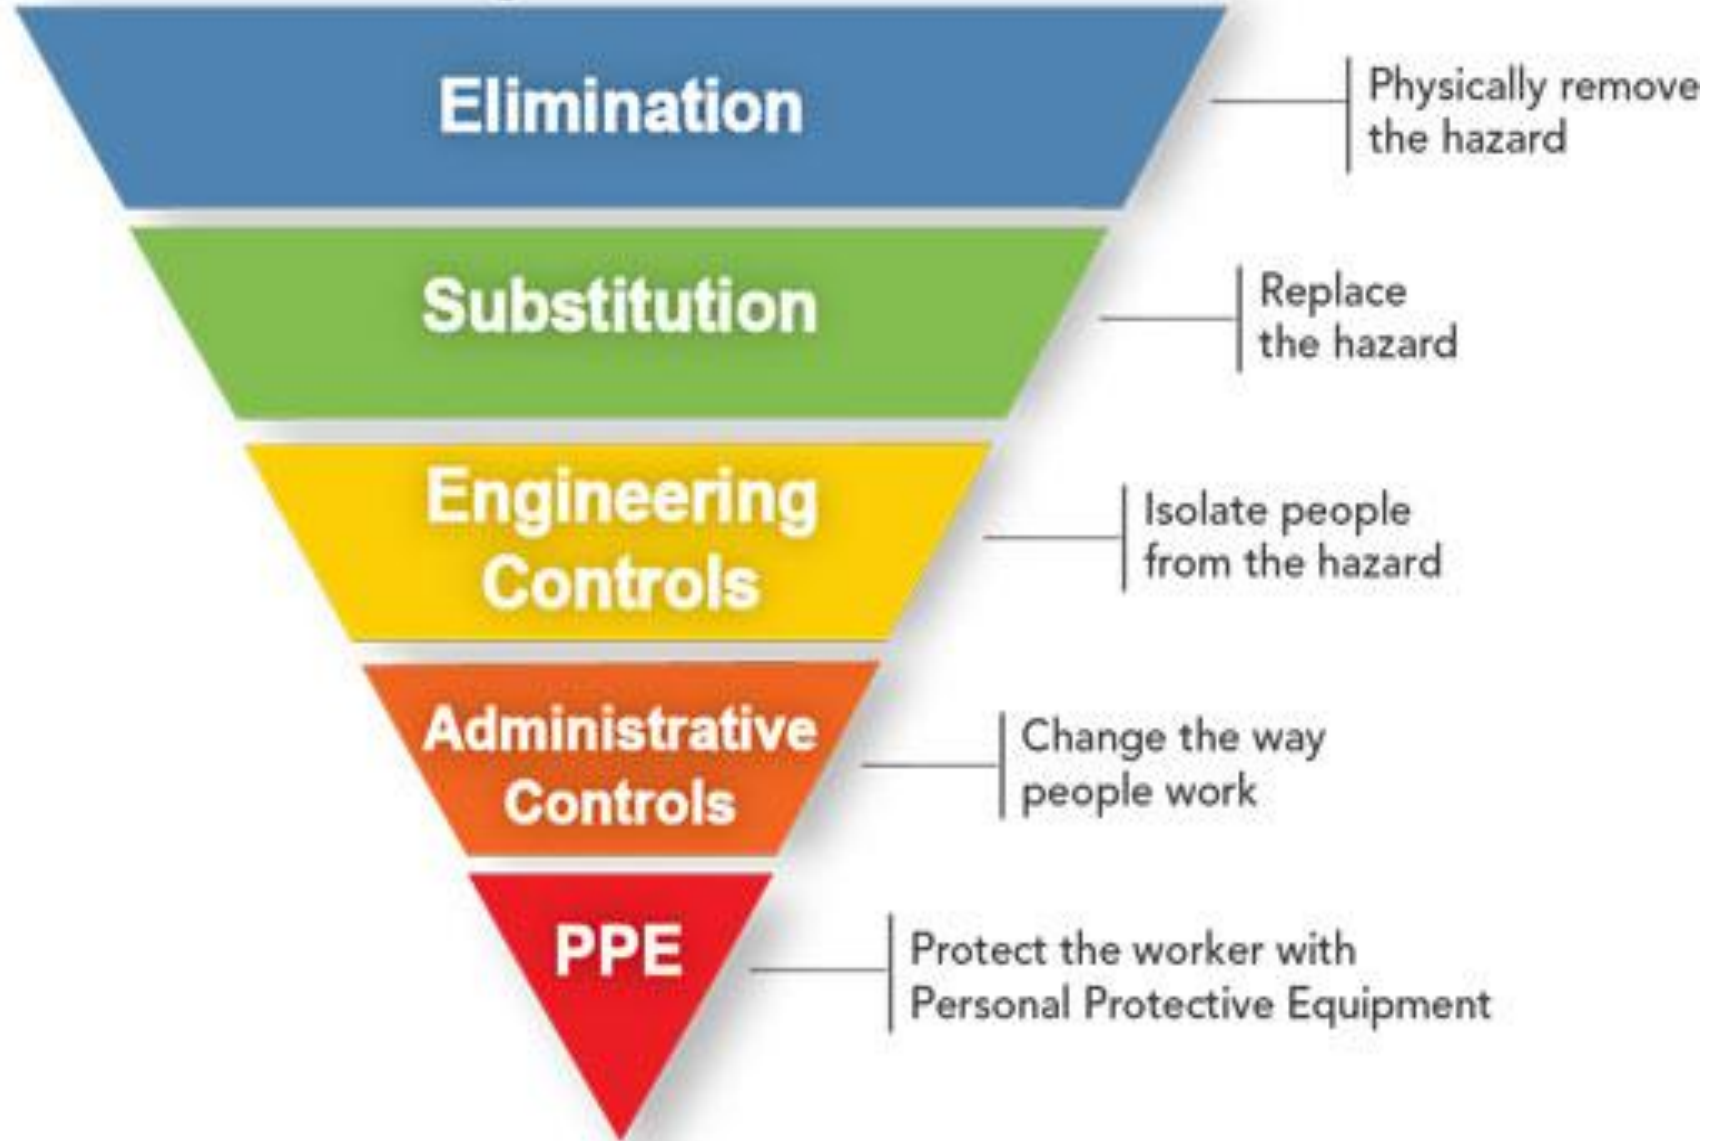 Elimination
Physically remove
the hazard
Substitution
Replace
the hazard
Engineering
Controls
Isolate people
from the hazard
Administrative
Controls
Change the way
people work
PPE
Protect the worker with
Personal Protective Equipment